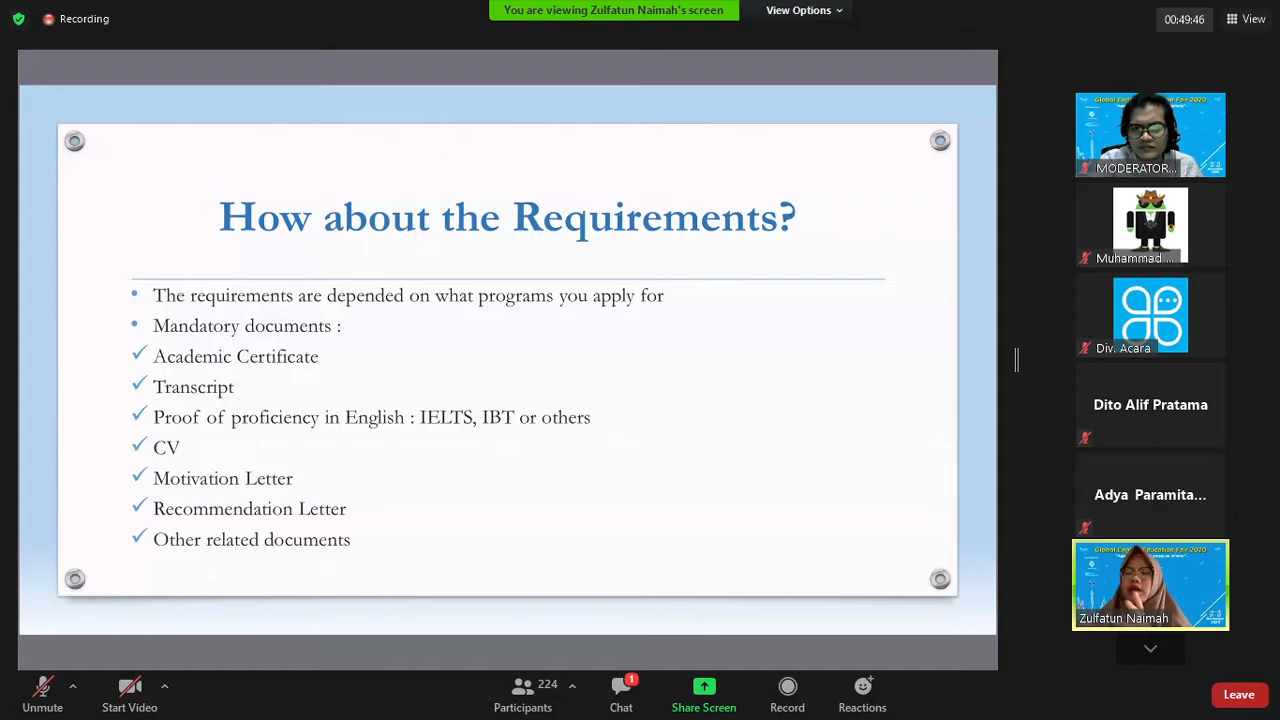 Recording
You are viewing Zulfatun Naimah's screen
View Options
00:49:46
View
How about the Requirements?
• The requirements are depended on what programs you apply for
• Mandatory documents :
✓ Academic Certificate
✓ Transcript
✓ Proof of proficiency in English : IELTS, IBT or others
✓ CV
✓ Motivation Letter
✓ Recommendation Letter
✓ Other related documents
MODERATOR...
Muhammad ...
Div. Acara
Dito Alif Pratama
Adya Paramita...
Zulfatun Naimah
Unmute
Start Video
224
Participants
1
Chat
Share Screen
Record
Reactions
Leave